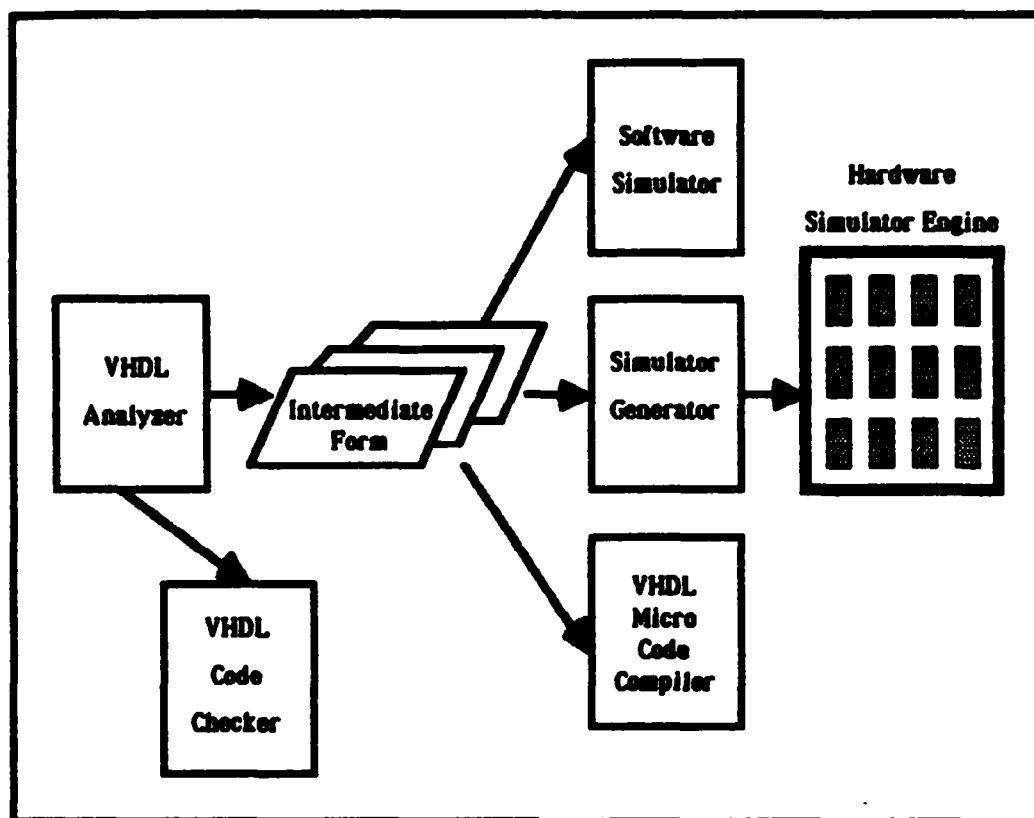 Software
Simulator
Hardware
Simulator Engine
VHDL
Analyzer
Intermediate
Form
Simulator
Generator
VHDL
Code
Checker
VHDL
Micro
Code
Compiler